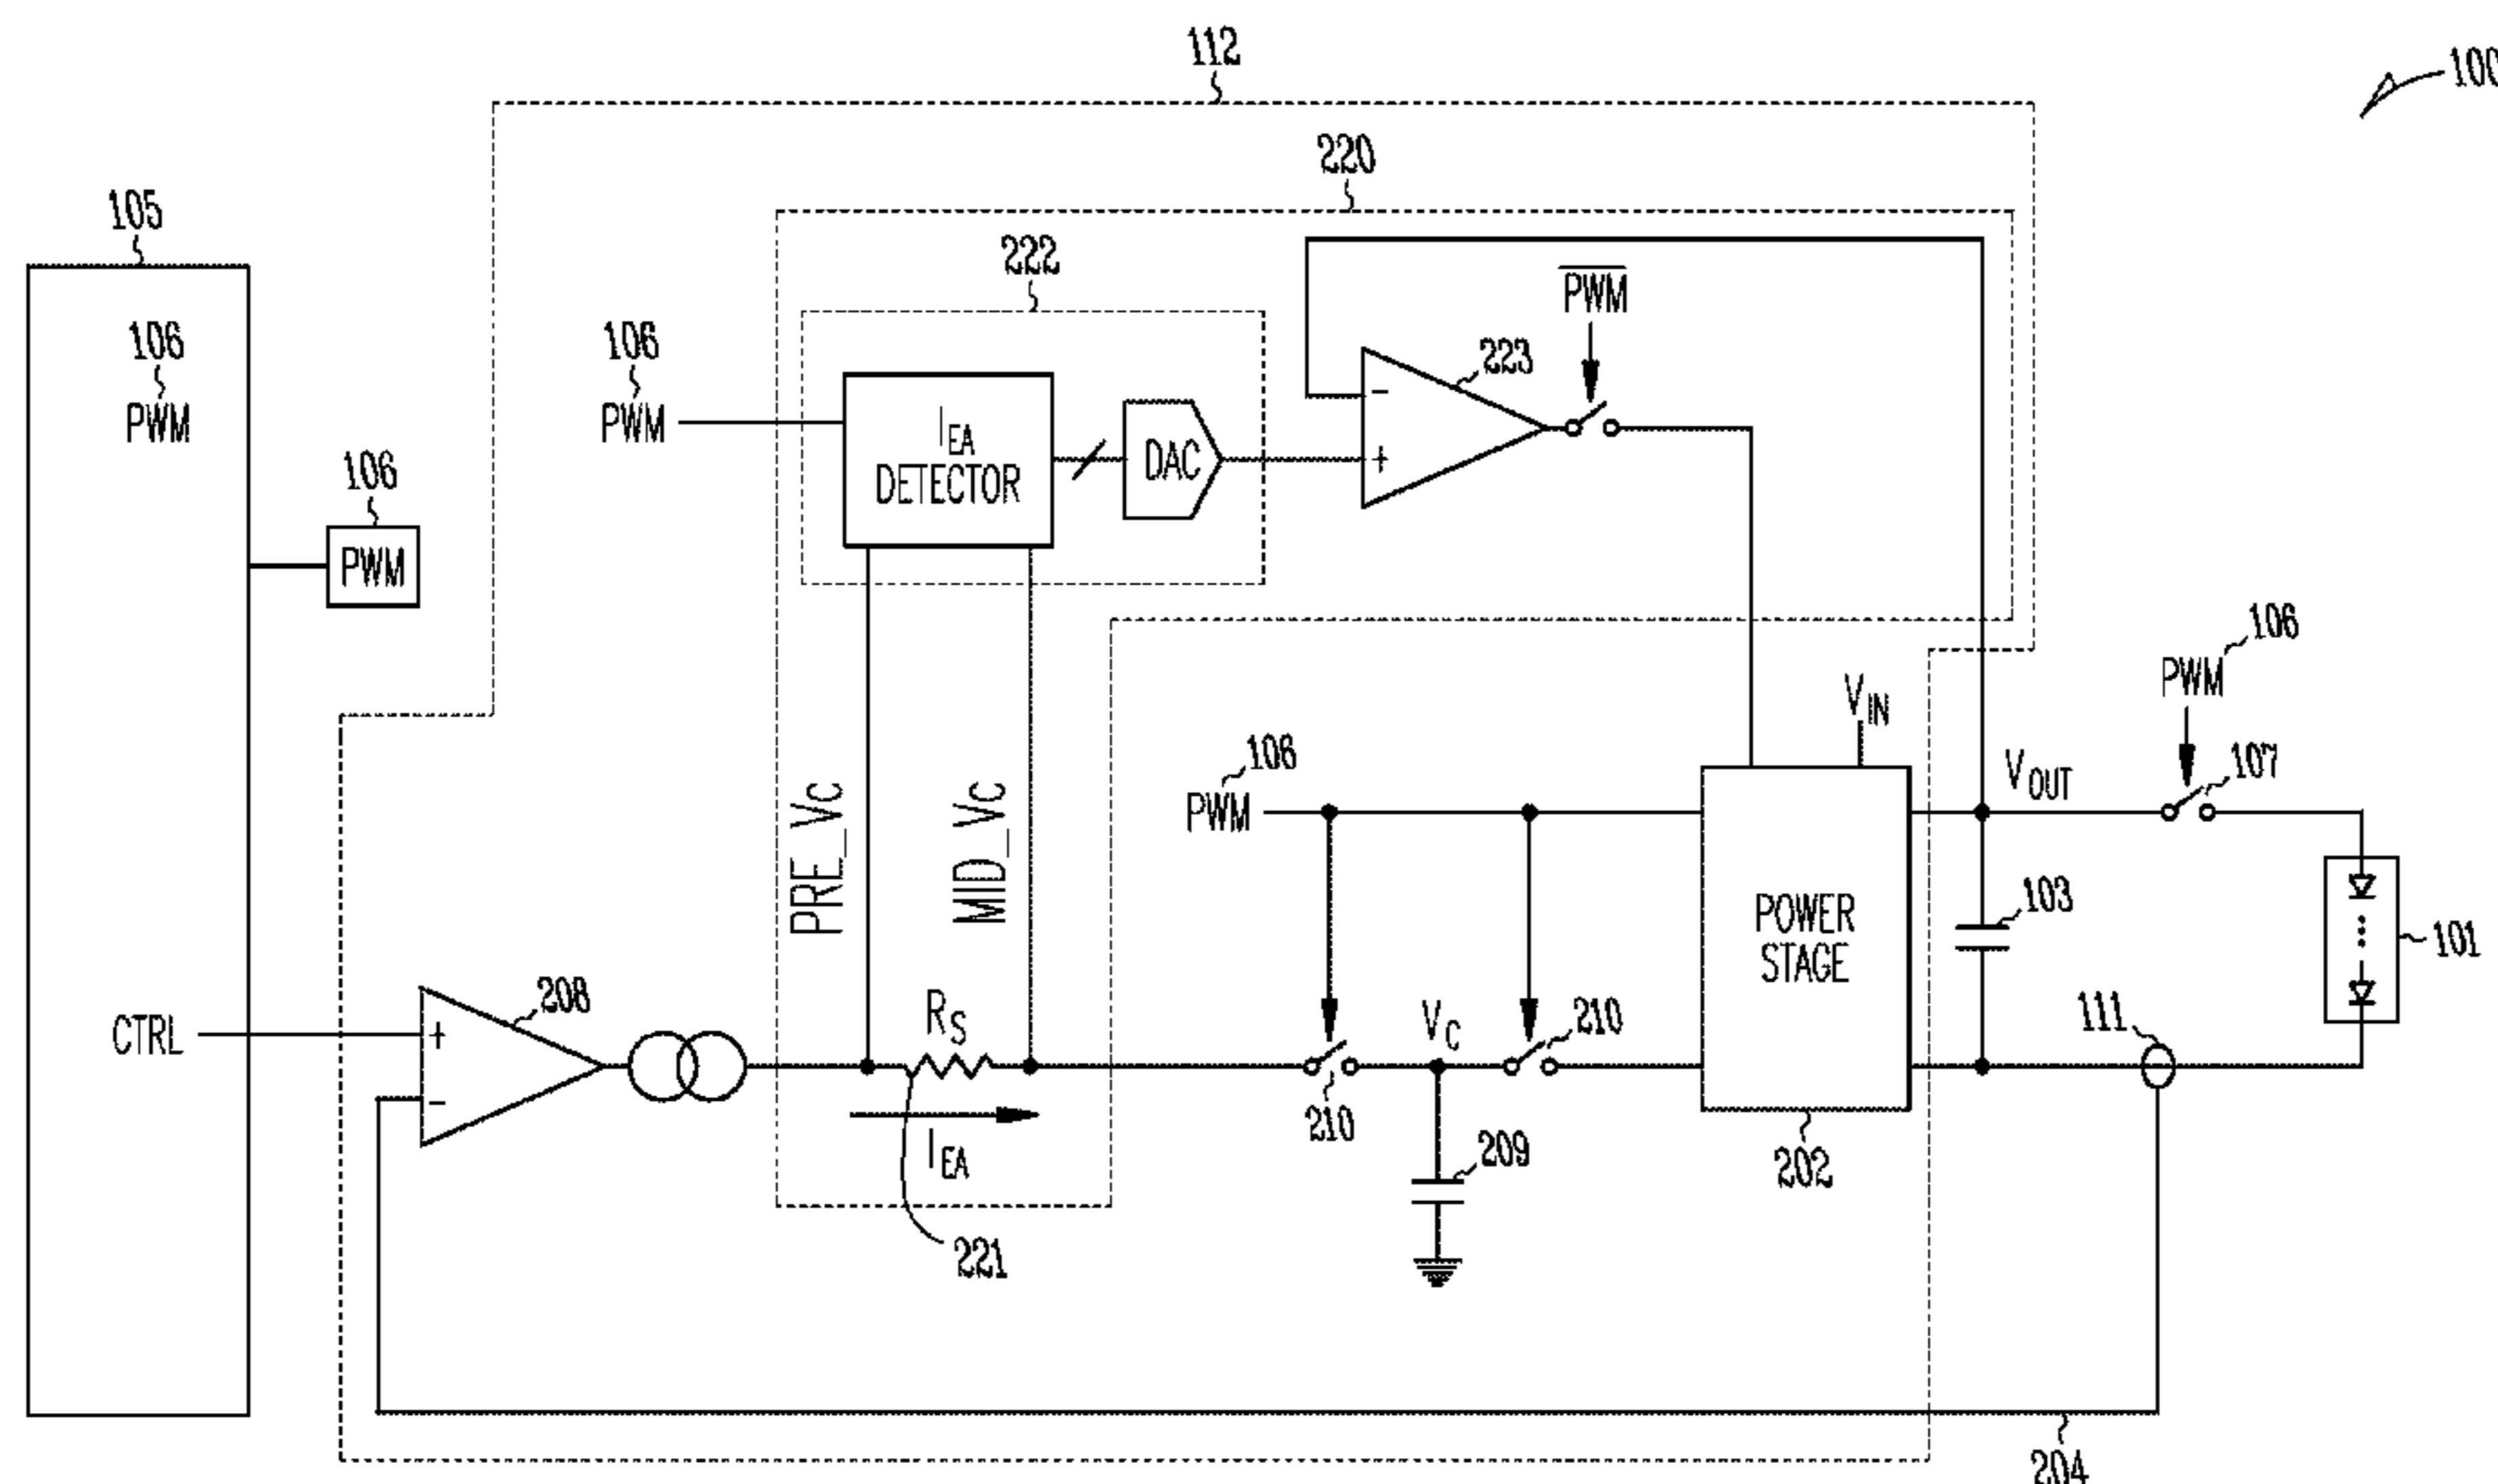 112
100
220
105
222
PWM
106
PWM
106
PWM
223
-
+
I_EA
DETECTOR
DAC
106
PWM
106
PWM
V_IN
106
PWM
107
V_OUT
PRE_VC
MID_VC
POWER
STAGE
103
101
208
CTRL
+
-
R_S
V_C
210
111
I_EA
210
209
202
221
204